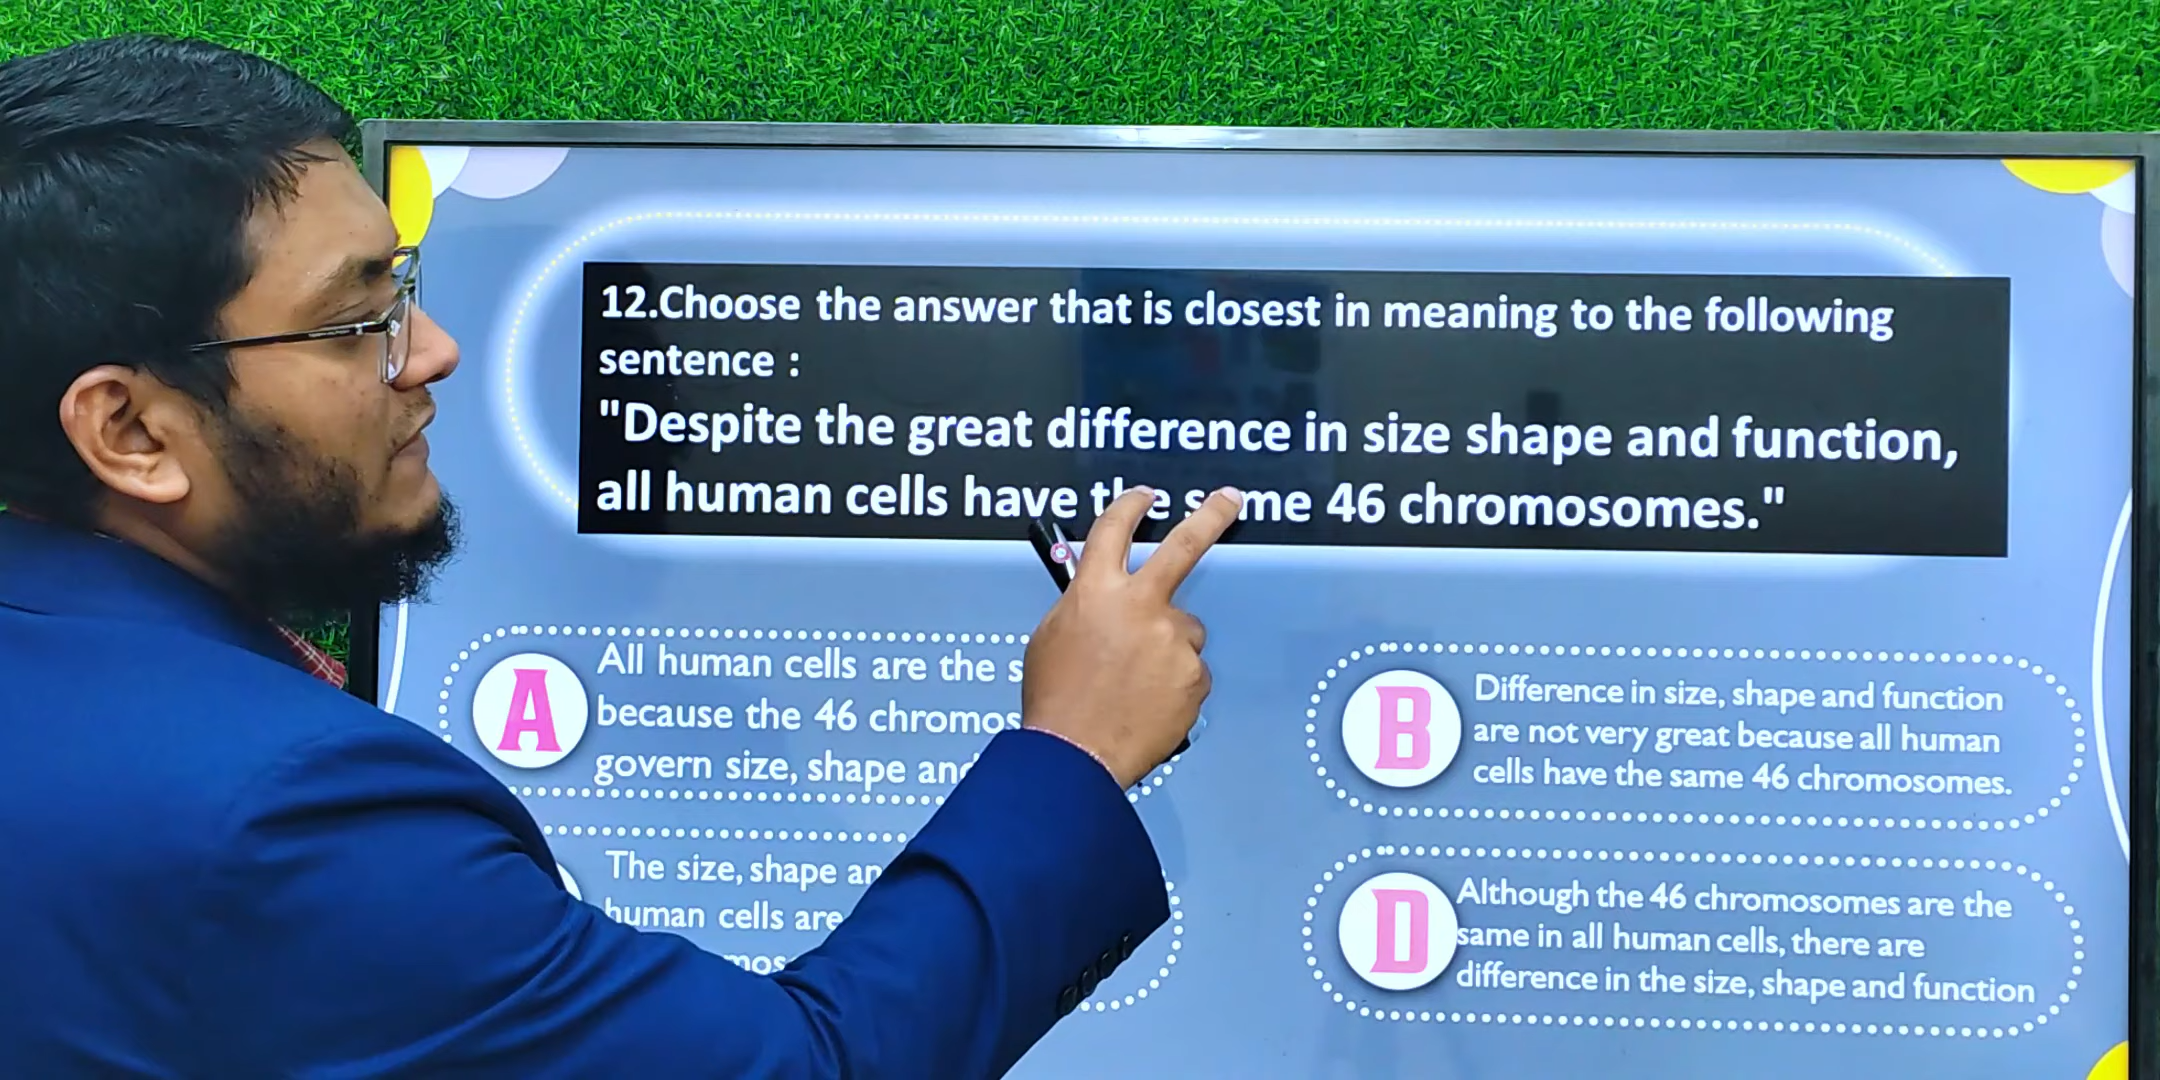 12.Choose the answer that is closest in meaning to the following
sentence :
"Despite the great difference in size shape and function,
all human cells have the same 46 chromosomes."
A
All human cells are the
because the 46
govern size, shape
B
Difference in size, shape and function
are not very great because all human
cells have the same 46 chromosomes.
The size, shape
human cells are
D
Although the 46 chromosomes are the
same in all human cells, there are
difference in the size, shape and function